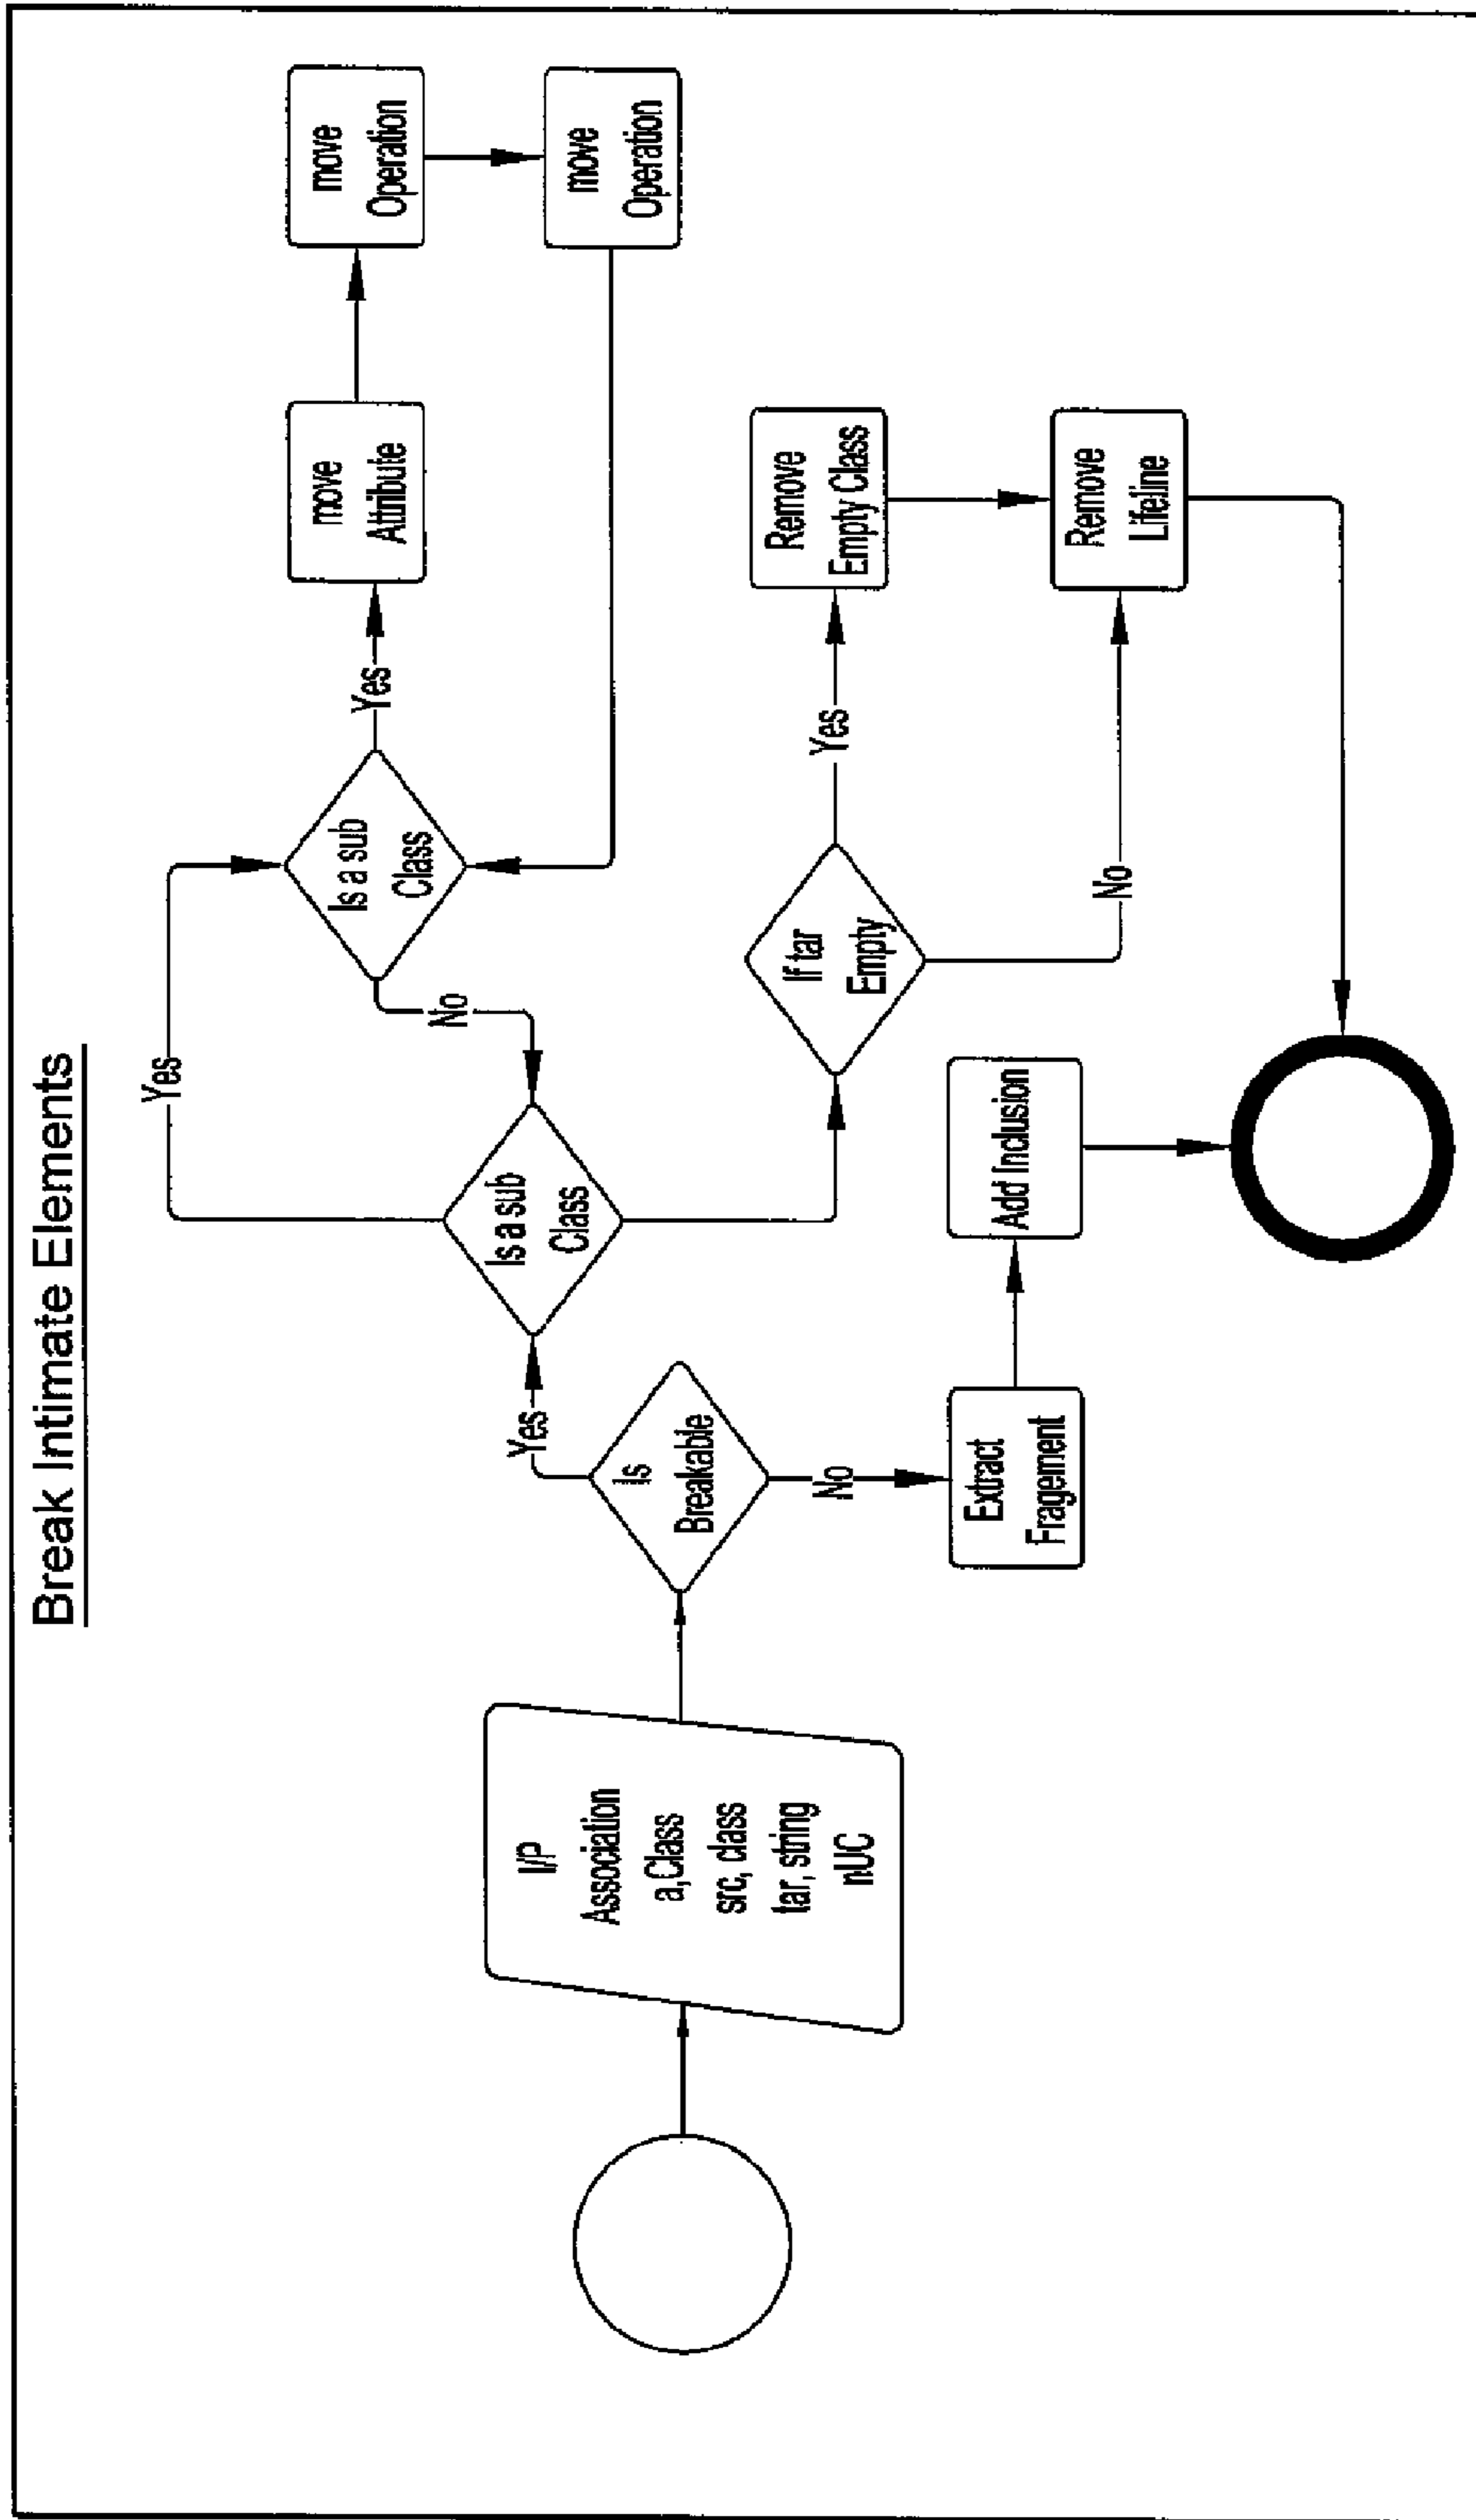 Break Intimate Elements
I/P
Association
a,Class
src, class
tar, string
nUC
Is
Breakable
Yes
No
Extract
Fragement
Add Inclusion
Is a sub
Class
Yes
Is a sub
Class
No
Yes
move
Attribute
move
Operation
move
Operation
If tar
Empty
Yes
No
Remove
Empty Class
Remove
Lifeline